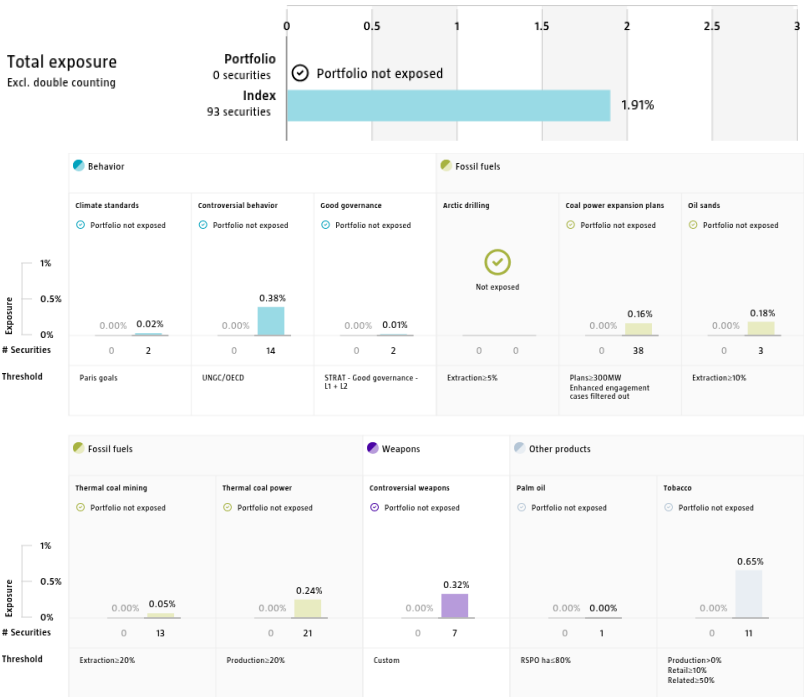 0 0.5 1 1.5 2 2.5 3
Total exposure
Excl. double counting
Portfolio
0 securities
Portfolio not exposed
Index
93 securities
1.91%
Behavior
Fossil fuels
Climate standards Controversial behavior Good governance Arctic drilling Coal power expansion plans Oil sands
Portfolio not exposed Portfolio not exposed Portfolio not exposed Portfolio not exposed Portfolio not exposed
Not exposed
Exposure
1%
0.5%
0%
0.00% 0.02% 0.00% 0.38% 0.00% 0.01% 0.00% 0.16% 0.00% 0.18%
# Securities 0 2 0 14 0 2 0 0 0 38 0 3
Threshold Paris goals UNGC/OECD STRAT - Good governance - Extraction≥5% Plans≥300MW Extraction≥10%
L1 + L2 Enhanced engagement
cases filtered out
Fossil fuels Weapons Other products
Thermal coal mining Thermal coal power Controversial weapons Palm oil Tobacco
Portfolio not exposed Portfolio not exposed Portfolio not exposed Portfolio not exposed Portfolio not exposed
Exposure
1%
0.5%
0%
0.00% 0.05% 0.00% 0.24% 0.00% 0.32% 0.00% 0.00% 0.00% 0.65%
# Securities 0 13 0 21 0 7 0 1 0 11
Threshold Extraction≥20% Production≥20% Custom RSPO ha≤80% Production>0%
Retail≥10%
Related≥50%